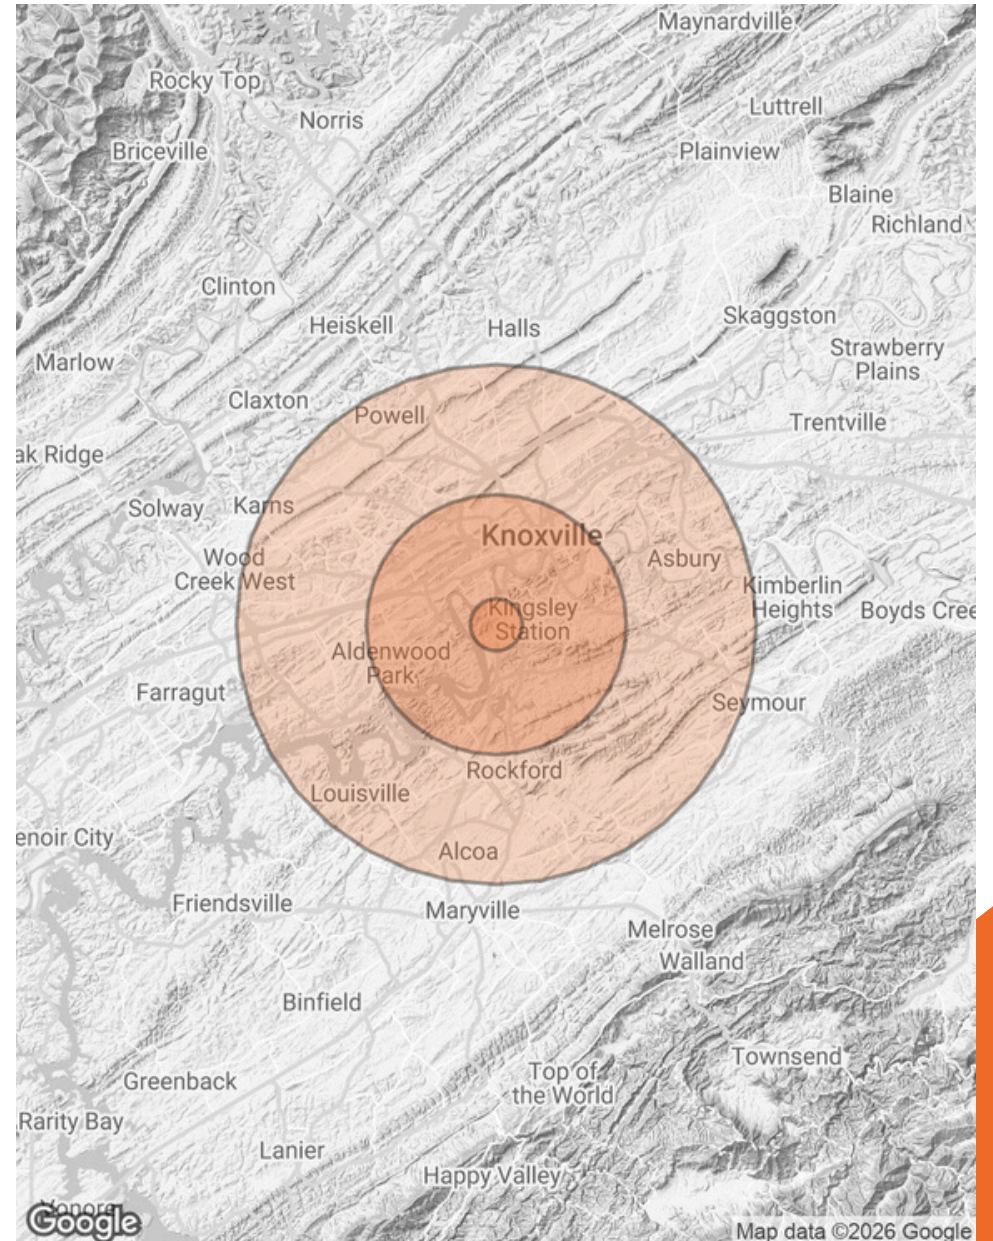 Maynardville
Rocky Top
Luttrell
Norris
Briceville
Plainview
Blaine
Richland
Clinton
Skaggston
Heiskell
Halls
Strawberry
Plains
Marlow
Claxton
Powell
Trentville
ak Ridge
Karns
Solway
Knoxville
Wood
Creek West
Asbury
Kimberlin
Heights
Kingsley
Station
Boyds Cree
Aldenwood
Park
Farragut
Seymour
Rockford
Louisville
enoir City
Alcoa
Friendsville
Maryville
Melrose
Walland
Binfield
Townsend
Top of
the World
Greenback
Rarity Bay
Lanier
Happy Valley
Vonore
Google
Map data ©2026 Google